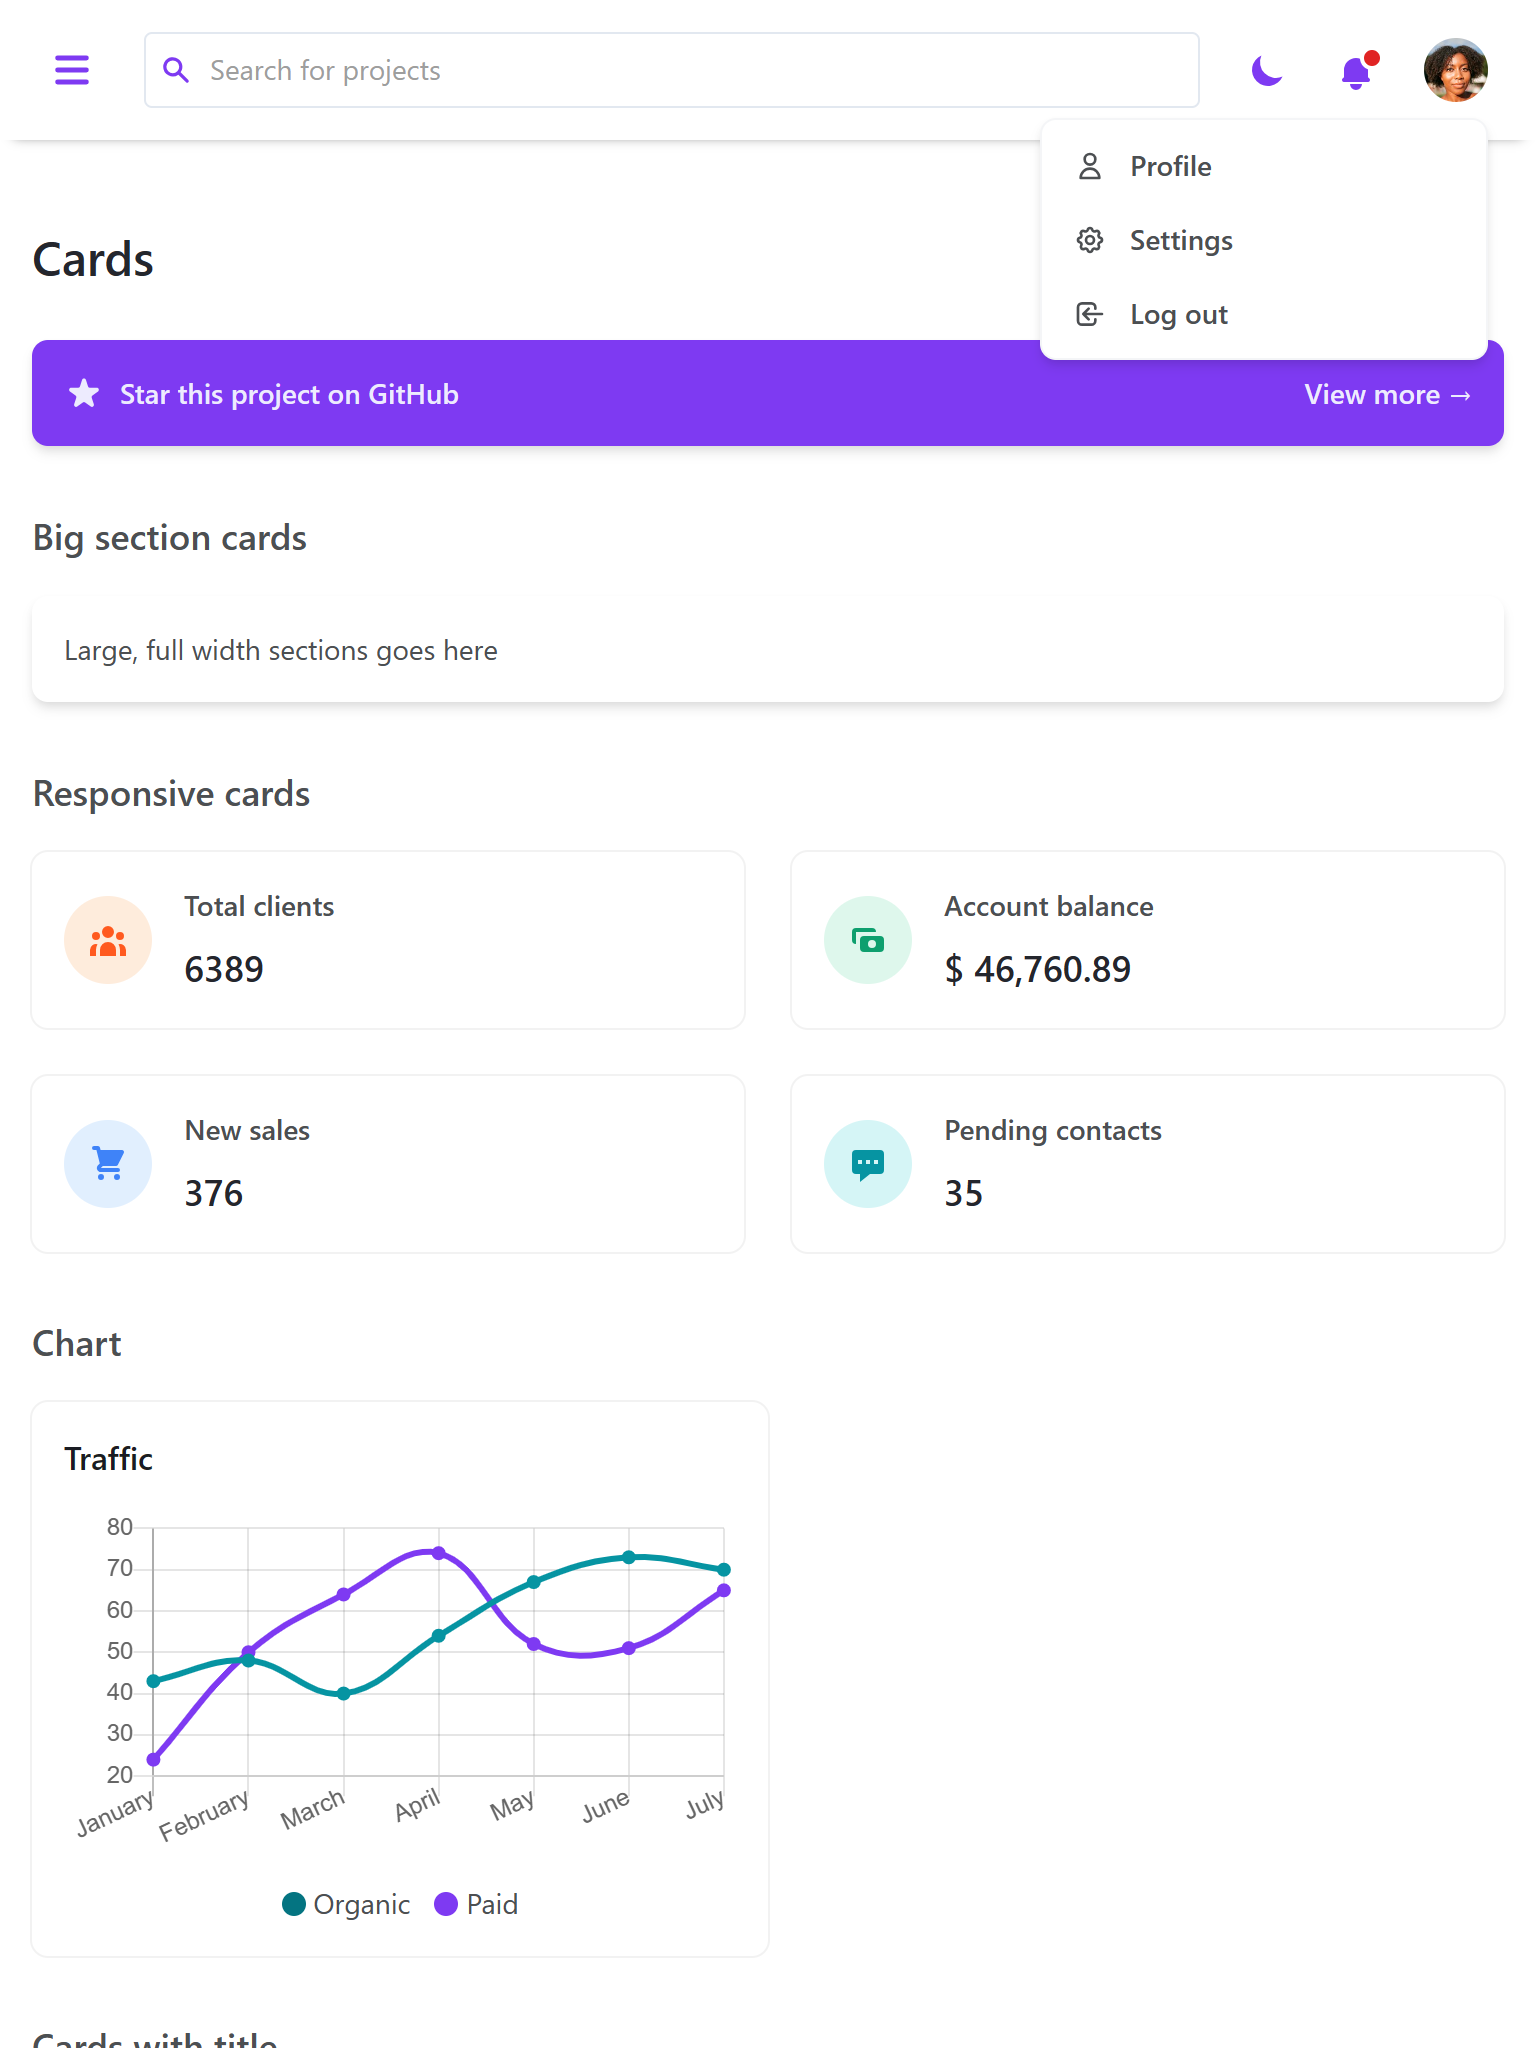 Search for projects
Profile
Settings
Log out
Cards
Star this project on GitHub
View more →
Big section cards
Large, full width sections goes here
Responsive cards
Total clients
6389
Account balance
$ 46,760.89
New sales
376
Pending contacts
35
Chart
Traffic
80
70
60
50
40
30
20
January
February
March
April
May
June
July
Organic
Paid
Cards with title